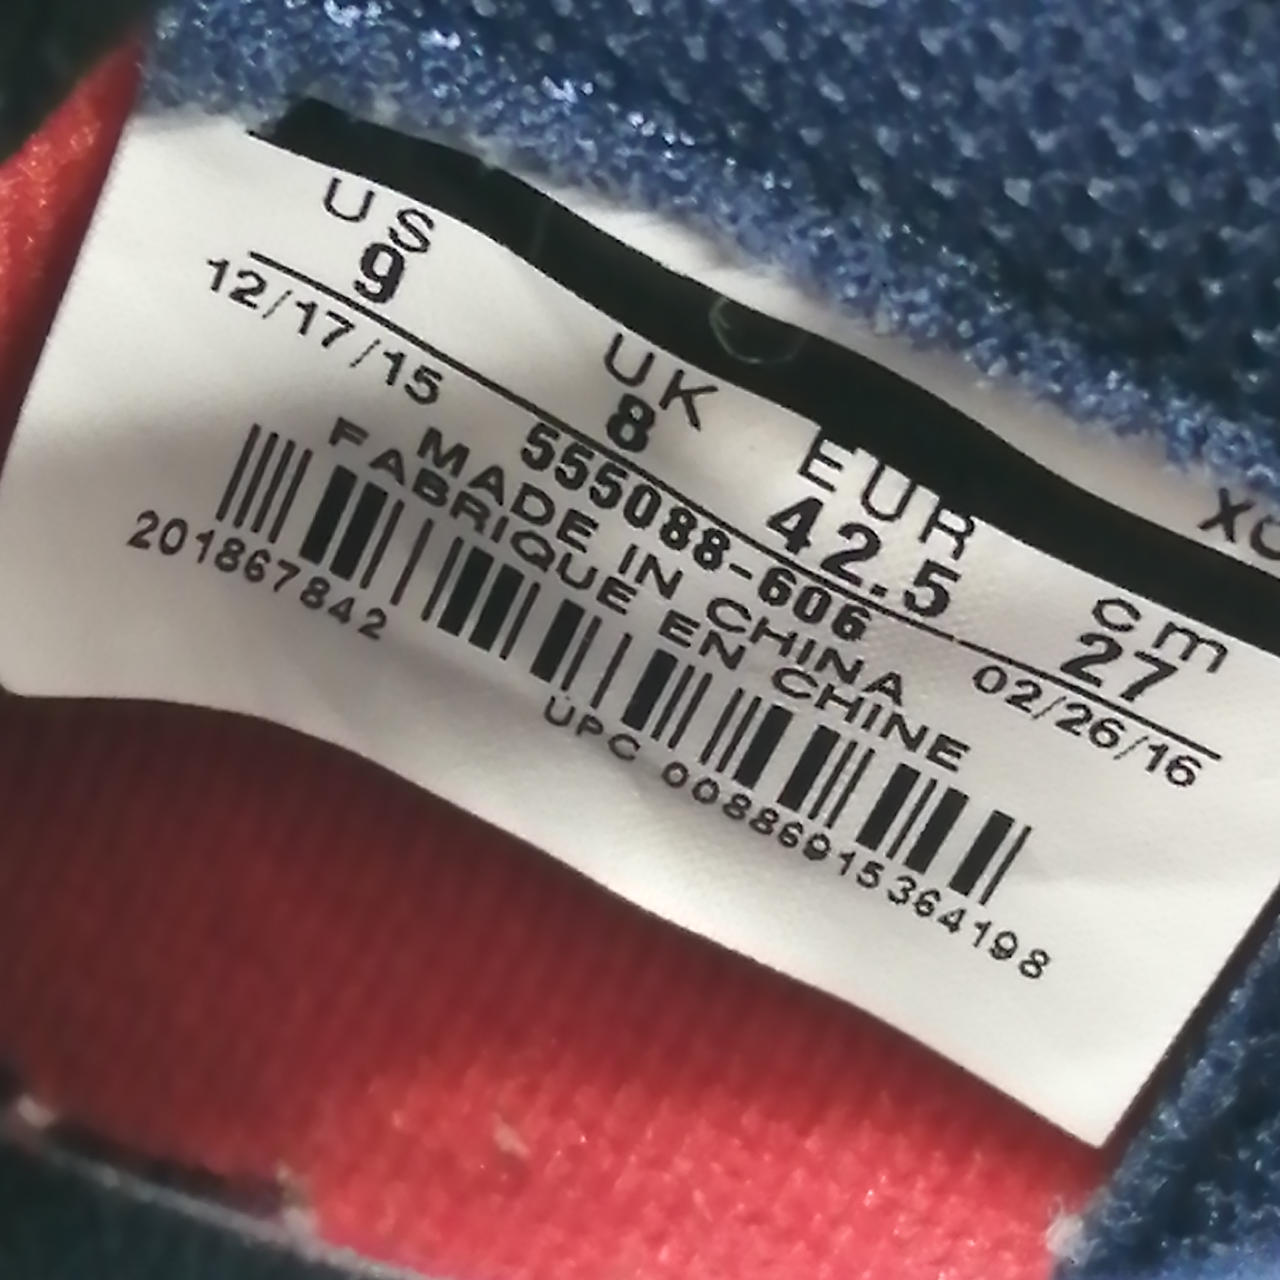 US UK EUR cm
9 8 42.5 27
12/17/15 555088-606 02/26/16
MADE IN CHINA
FABRIQUE EN CHINE
201867842
UPC 00886915364198